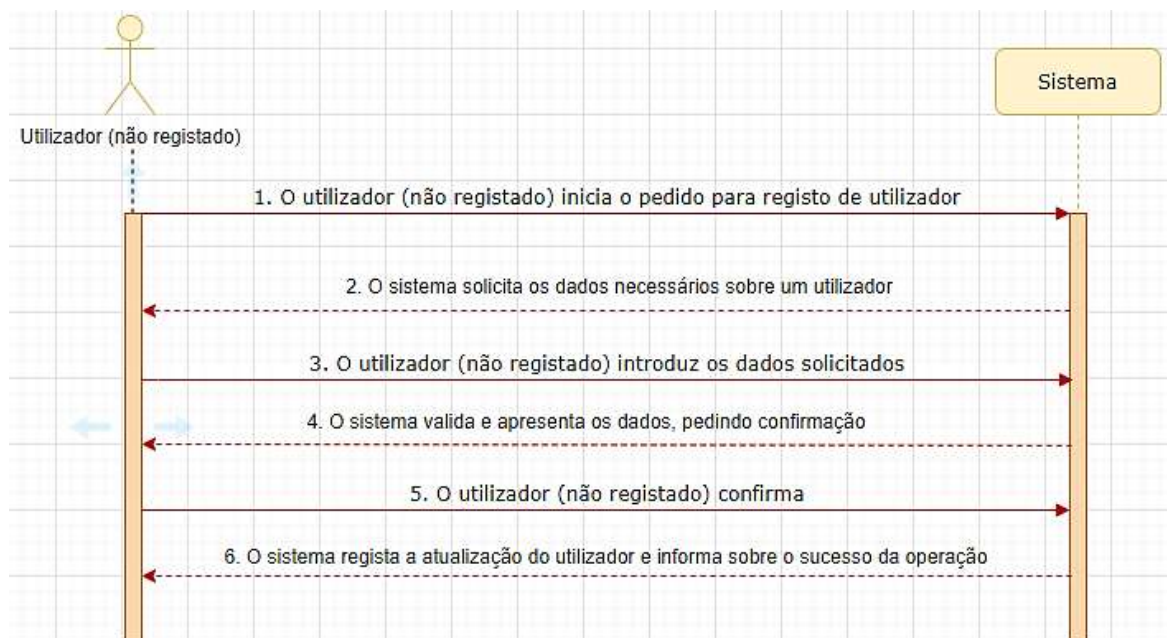 Sistema
Utilizador (não registado)
1. O utilizador (não registado) inicia o pedido para registo de utilizador
2. O sistema solicita os dados necessários sobre um utilizador
3. O utilizador (não registado) introduz os dados solicitados
4. O sistema valida e apresenta os dados, pedindo confirmação
5. O utilizador (não registado) confirma
6. O sistema regista a atualização do utilizador e informa sobre o sucesso da operação